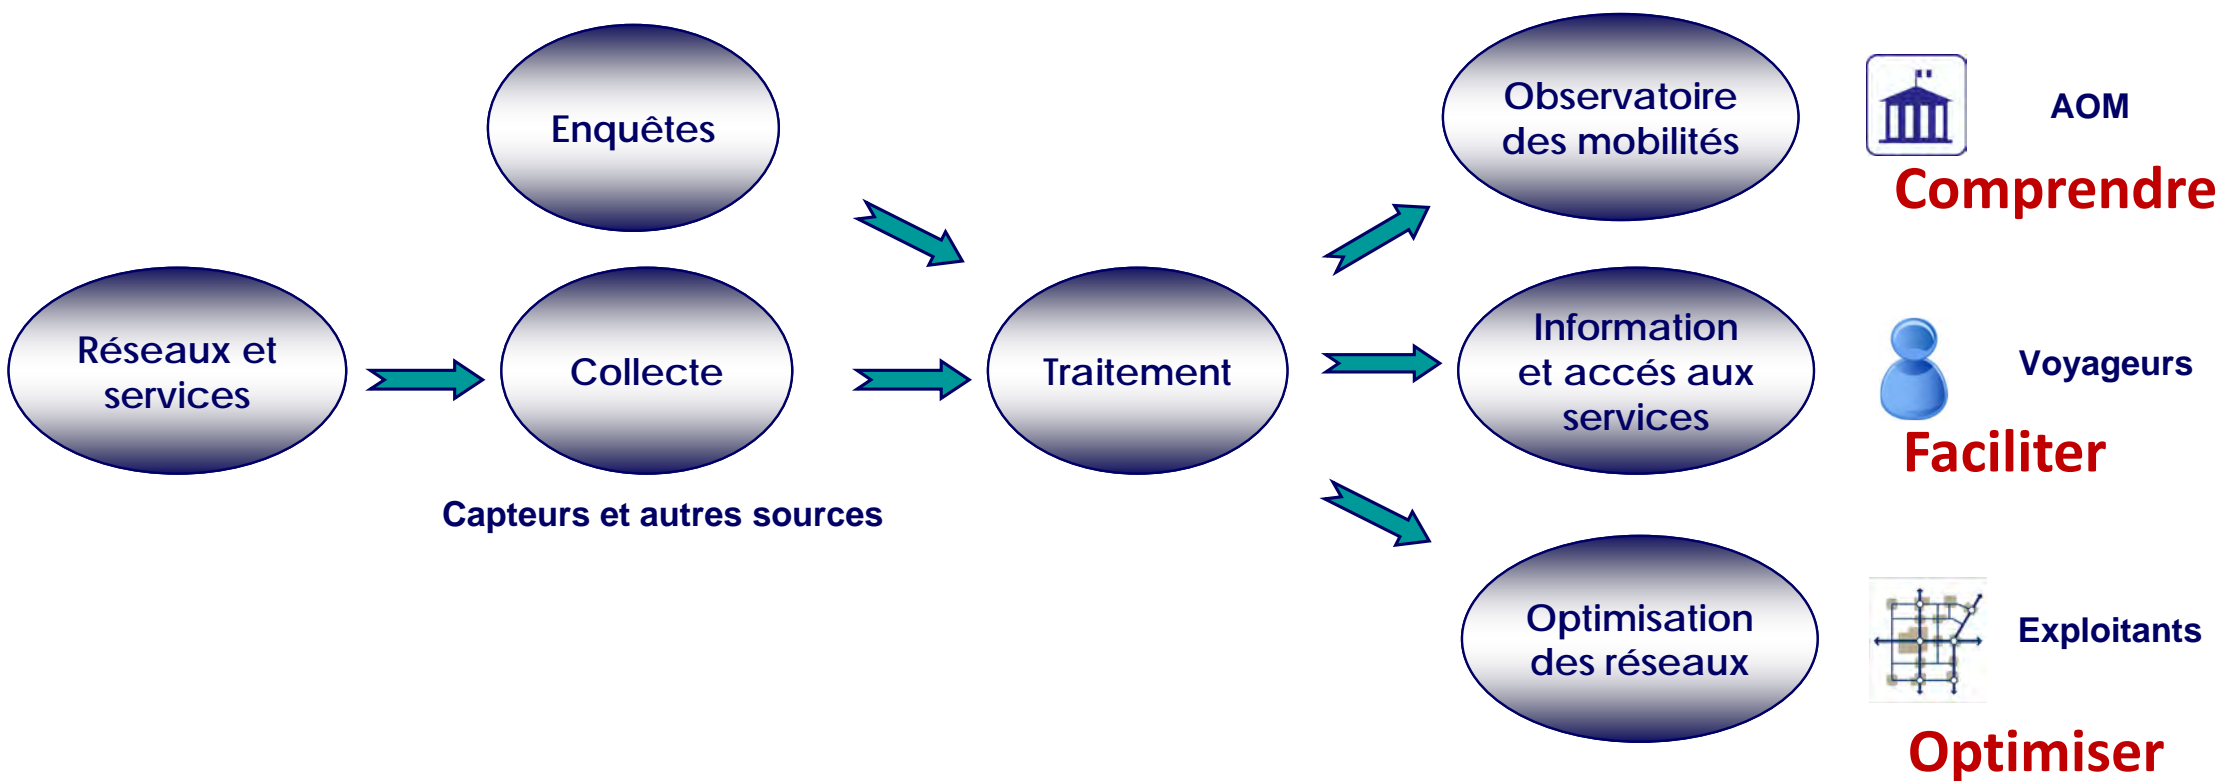 Enquêtes
Réseaux et
services
Collecte
Capteurs et autres sources
Traitement
Observatoire
des mobilités
AOM
Comprendre
Information
et accés aux
services
Voyageurs
Faciliter
Optimisation
des réseaux
Exploitants
Optimiser